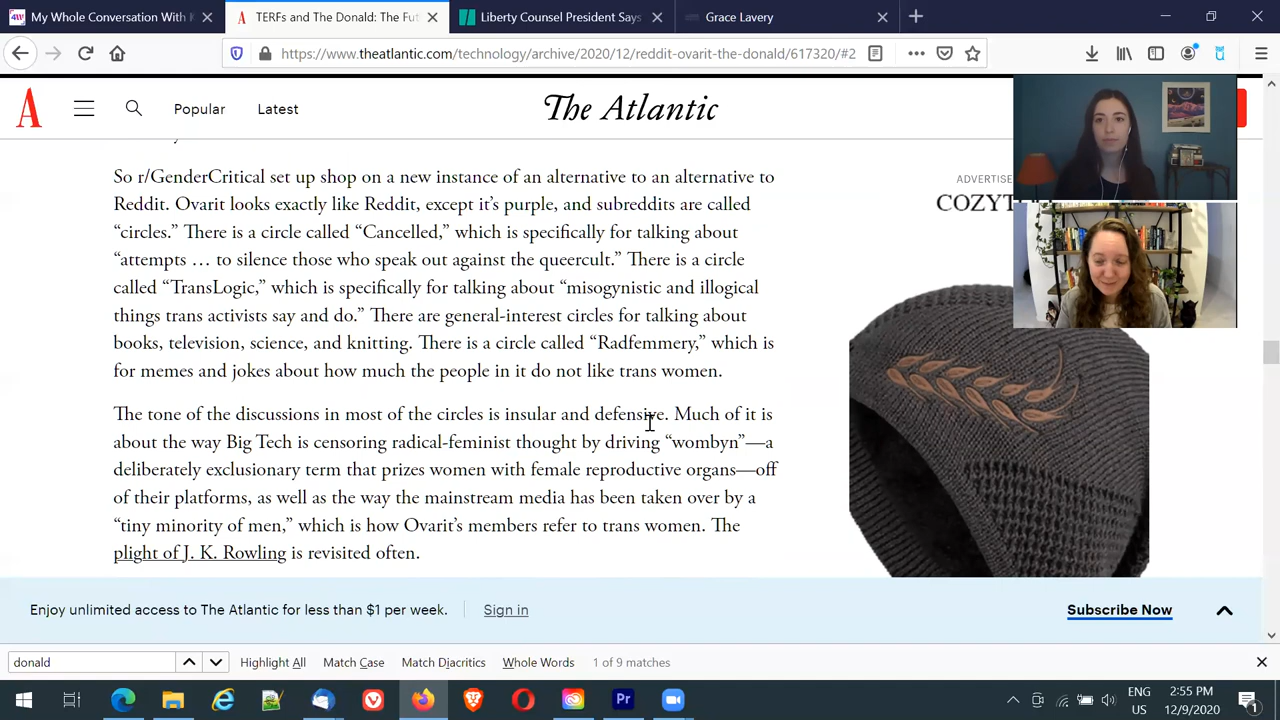 My Whole Conversation With K
TERFs and The Donald: The Fut
Liberty Counsel President Says
Grace Lavery
https://www.theatlantic.com/technology/archive/2020/12/reddit-ovarit-the-donald/617320/#2
A
Popular
Latest
The Atlantic
So r/GenderCritical set up shop on a new instance of an alternative to an alternative to
Reddit. Ovarit looks exactly like Reddit, except it's purple, and subreddits are called
“circles.” There is a circle called “Cancelled,” which is specifically for talking about
“attempts … to silence those who speak out against the queercult.” There is a circle
called “TransLogic,” which is specifically for talking about “misogynistic and illogical
things trans activists say and do.” There are general-interest circles for talking about
books, television, science, and knitting. There is a circle called “Radfemmery,” which is
for memes and jokes about how much the people in it do not like trans women.
The tone of the discussions in most of the circles is insular and defensive. Much of it is
about the way Big Tech is censoring radical-feminist thought by driving “wombyn”—a
deliberately exclusionary term that prizes women with female reproductive organs—off
of their platforms, as well as the way the mainstream media has been taken over by a
“tiny minority of men,” which is how Ovarit's members refer to trans women. The
plight of J. K. Rowling is revisited often.
ADVERTISE
COZYT
Enjoy unlimited access to The Atlantic for less than $1 per week.
Sign in
Subscribe Now
donald
Highlight All
Match Case
Match Diacritics
Whole Words
1 of 9 matches
ENG
US
2:55 PM
12/9/2020
1